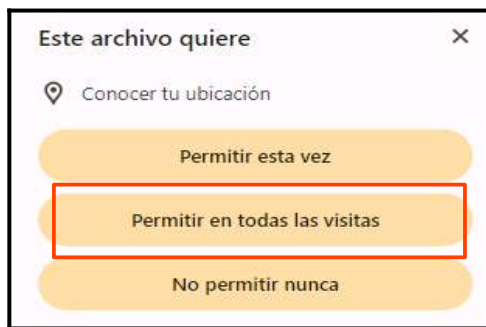 Este archivo quiere
Conocer tu ubicación
Permitir esta vez
Permitir en todas las visitas
No permitir nunca